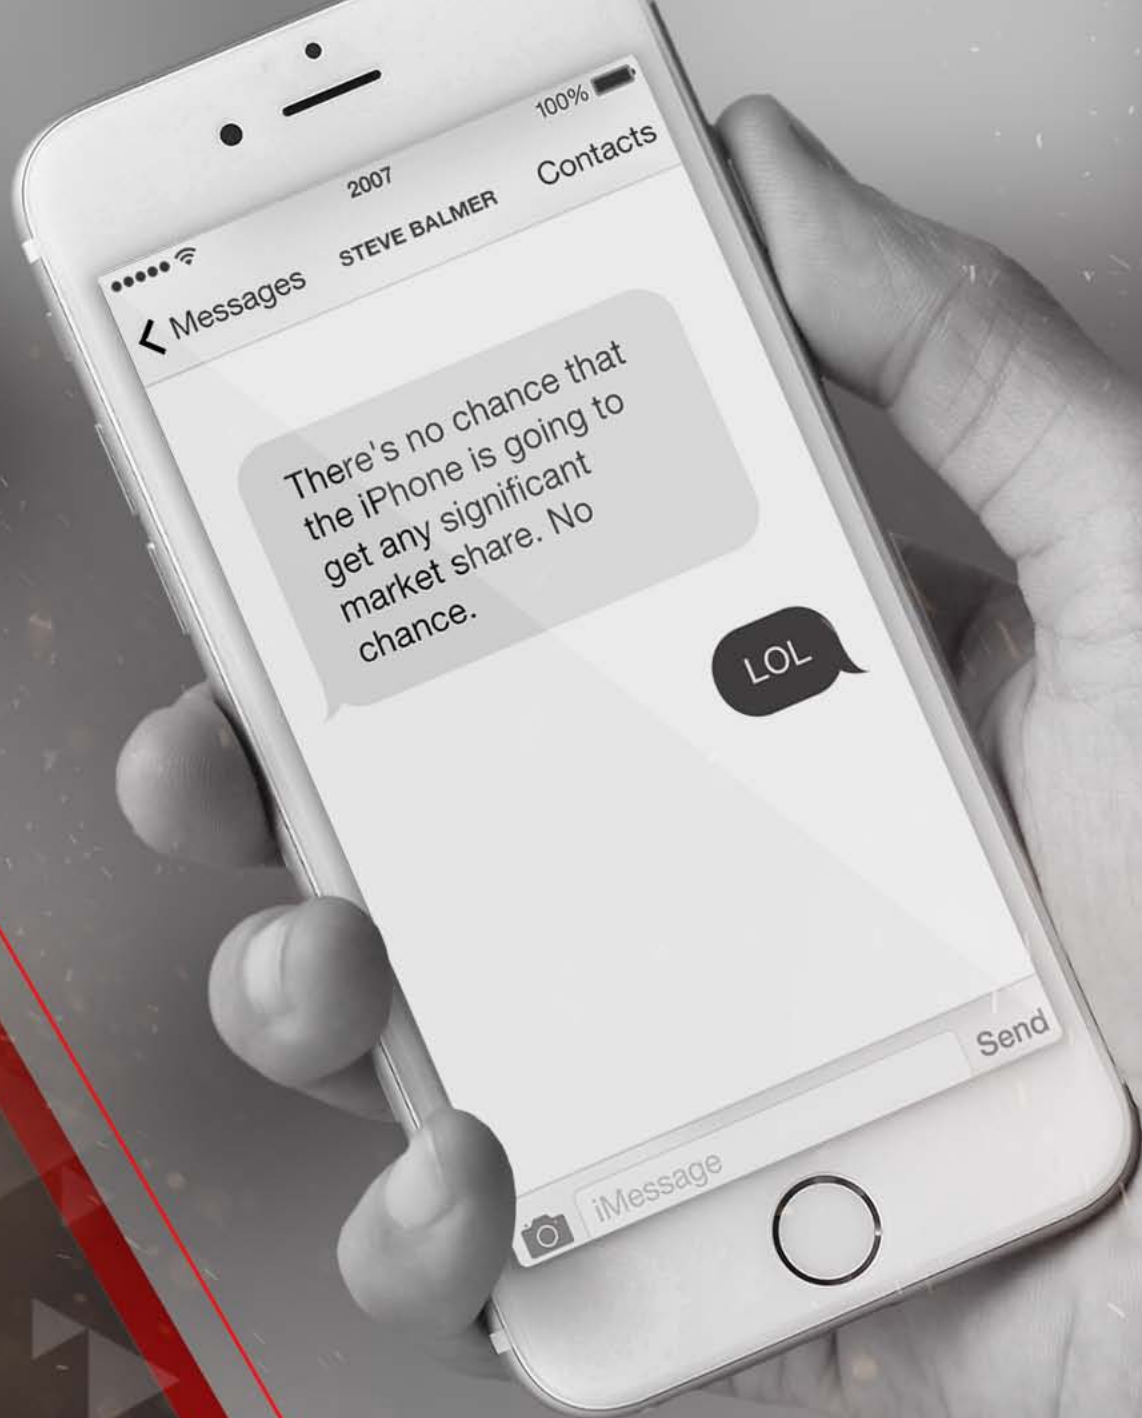 2007
100%
Messages
STEVE BALMER
Contacts
There's no chance that
the iPhone is going to
get any significant
market share. No
chance.
LOL
iMessage
Send